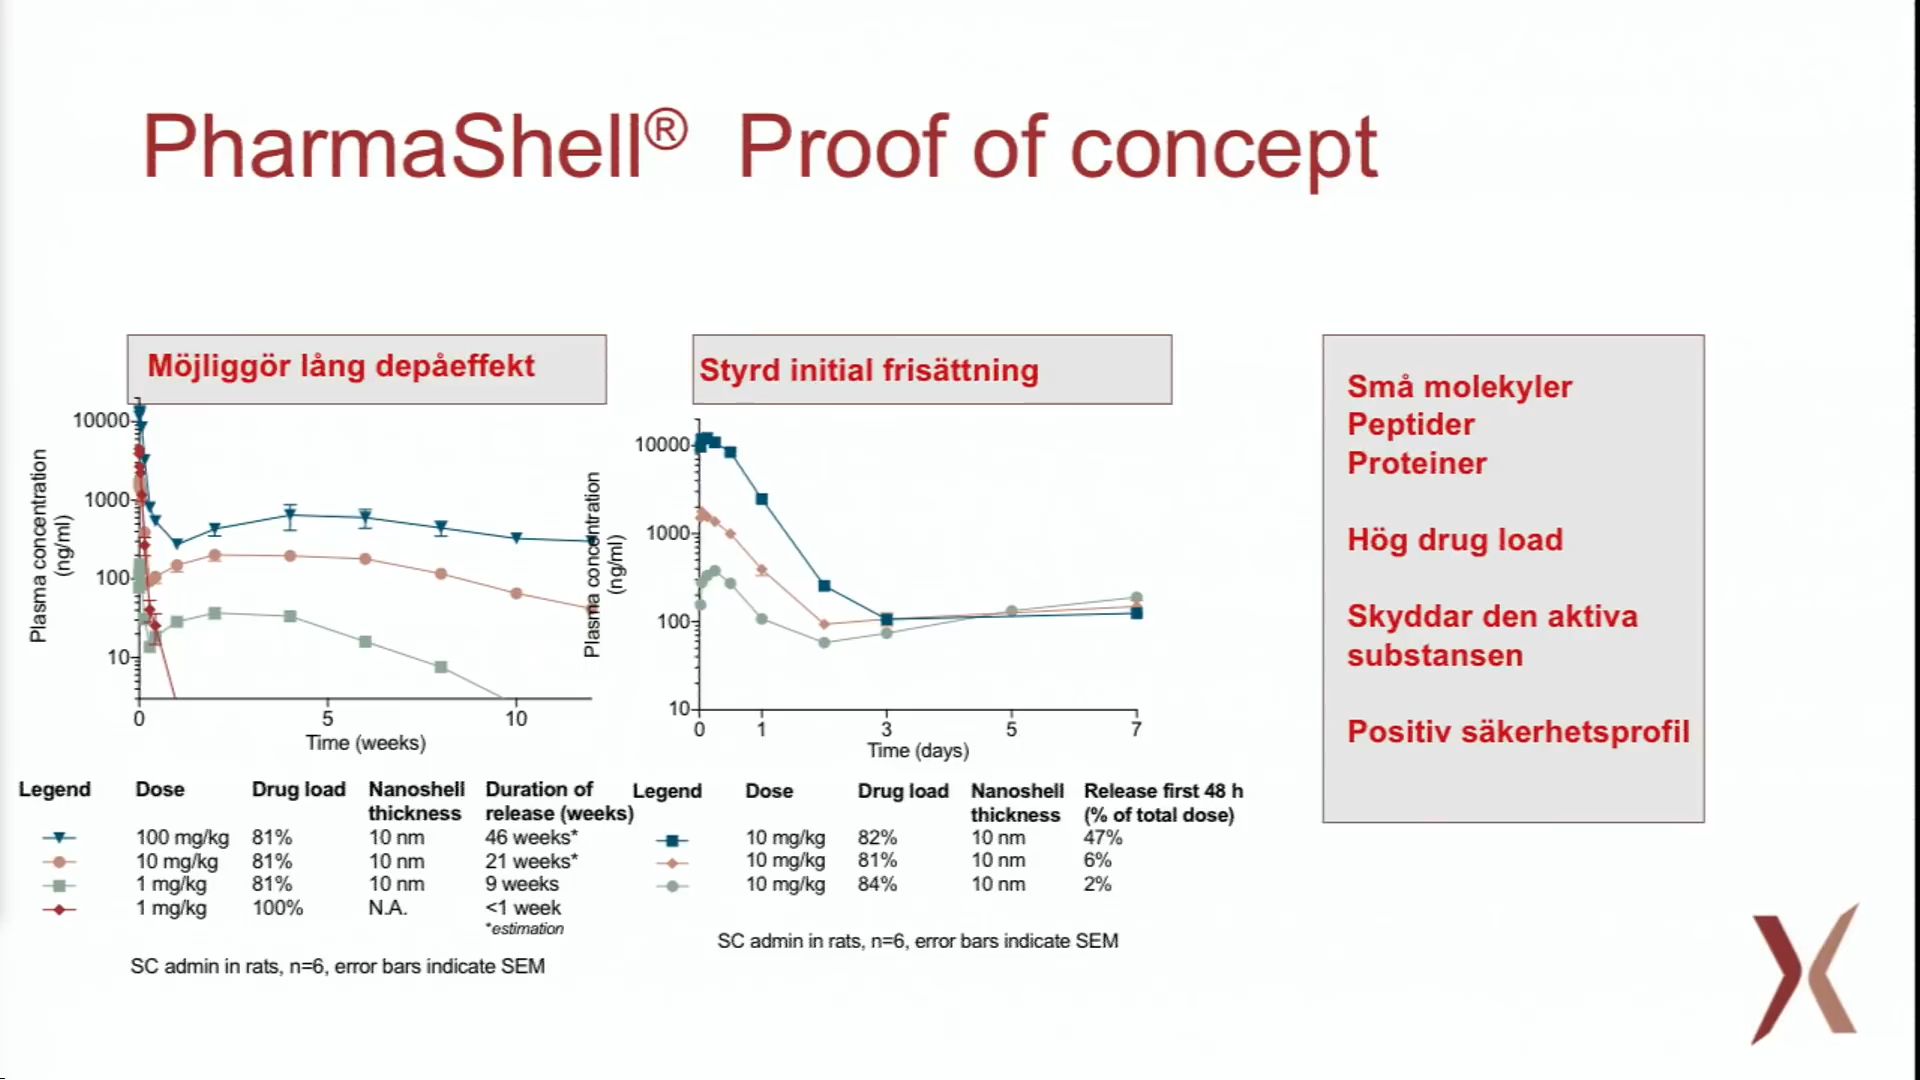 PharmaShell® Proof of concept
Möjliggör lång depåeffekt
Plasma concentration
(ng/ml)
10000
1000
100
10
0 5 10
Time (weeks)
Legend Dose Drug load Nanoshell thickness Duration of release (weeks)
100 mg/kg 81% 10 nm 46 weeks*
10 mg/kg 81% 10 nm 21 weeks*
1 mg/kg 81% 10 nm 9 weeks
1 mg/kg 100% N.A. <1 week
*estimation
SC admin in rats, n=6, error bars indicate SEM
Styrd initial frisättning
Plasma concentration
(ng/ml)
10000
1000
100
10
0 1 3 5 7
Time (days)
Legend Dose Drug load Nanoshell thickness Release first 48 h (% of total dose)
10 mg/kg 82% 10 nm 47%
10 mg/kg 81% 10 nm 6%
10 mg/kg 84% 10 nm 2%
SC admin in rats, n=6, error bars indicate SEM
Små molekyler
Peptider
Proteiner
Hög drug load
Skyddar den aktiva
substansen
Positiv säkerhetsprofil